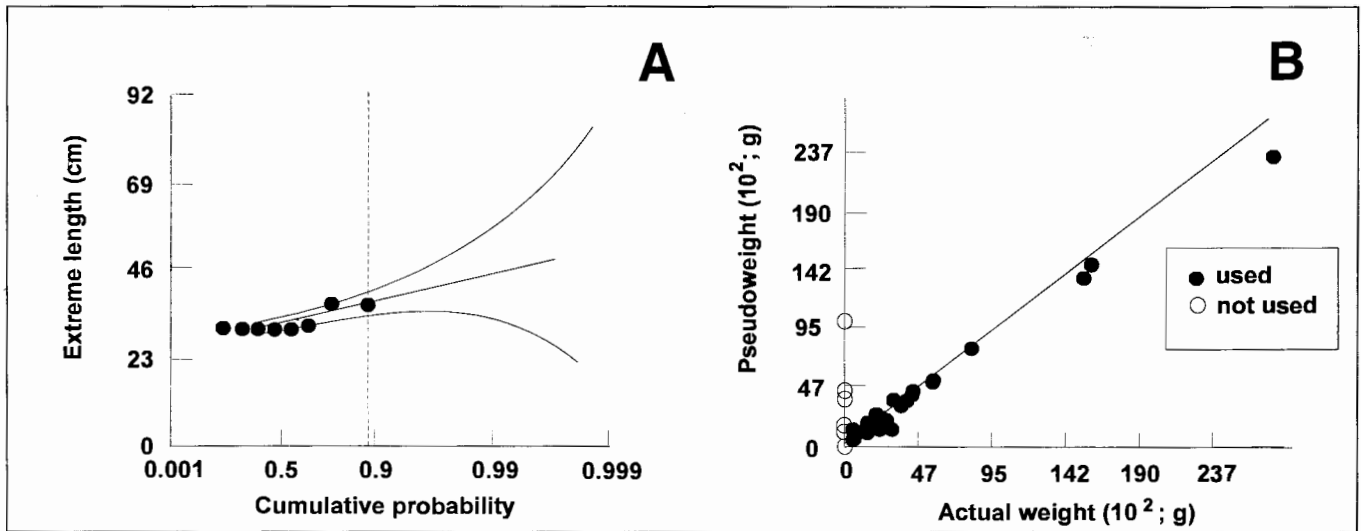 A
92
69
46
23
0
Extreme length (cm)
0.001 0.5 0.9 0.99 0.999
Cumulative probability
B
237
190
142
95
47
0
Pseudoweight (10²; g)
0 47 95 142 190 237
Actual weight (10²; g)
used
not used